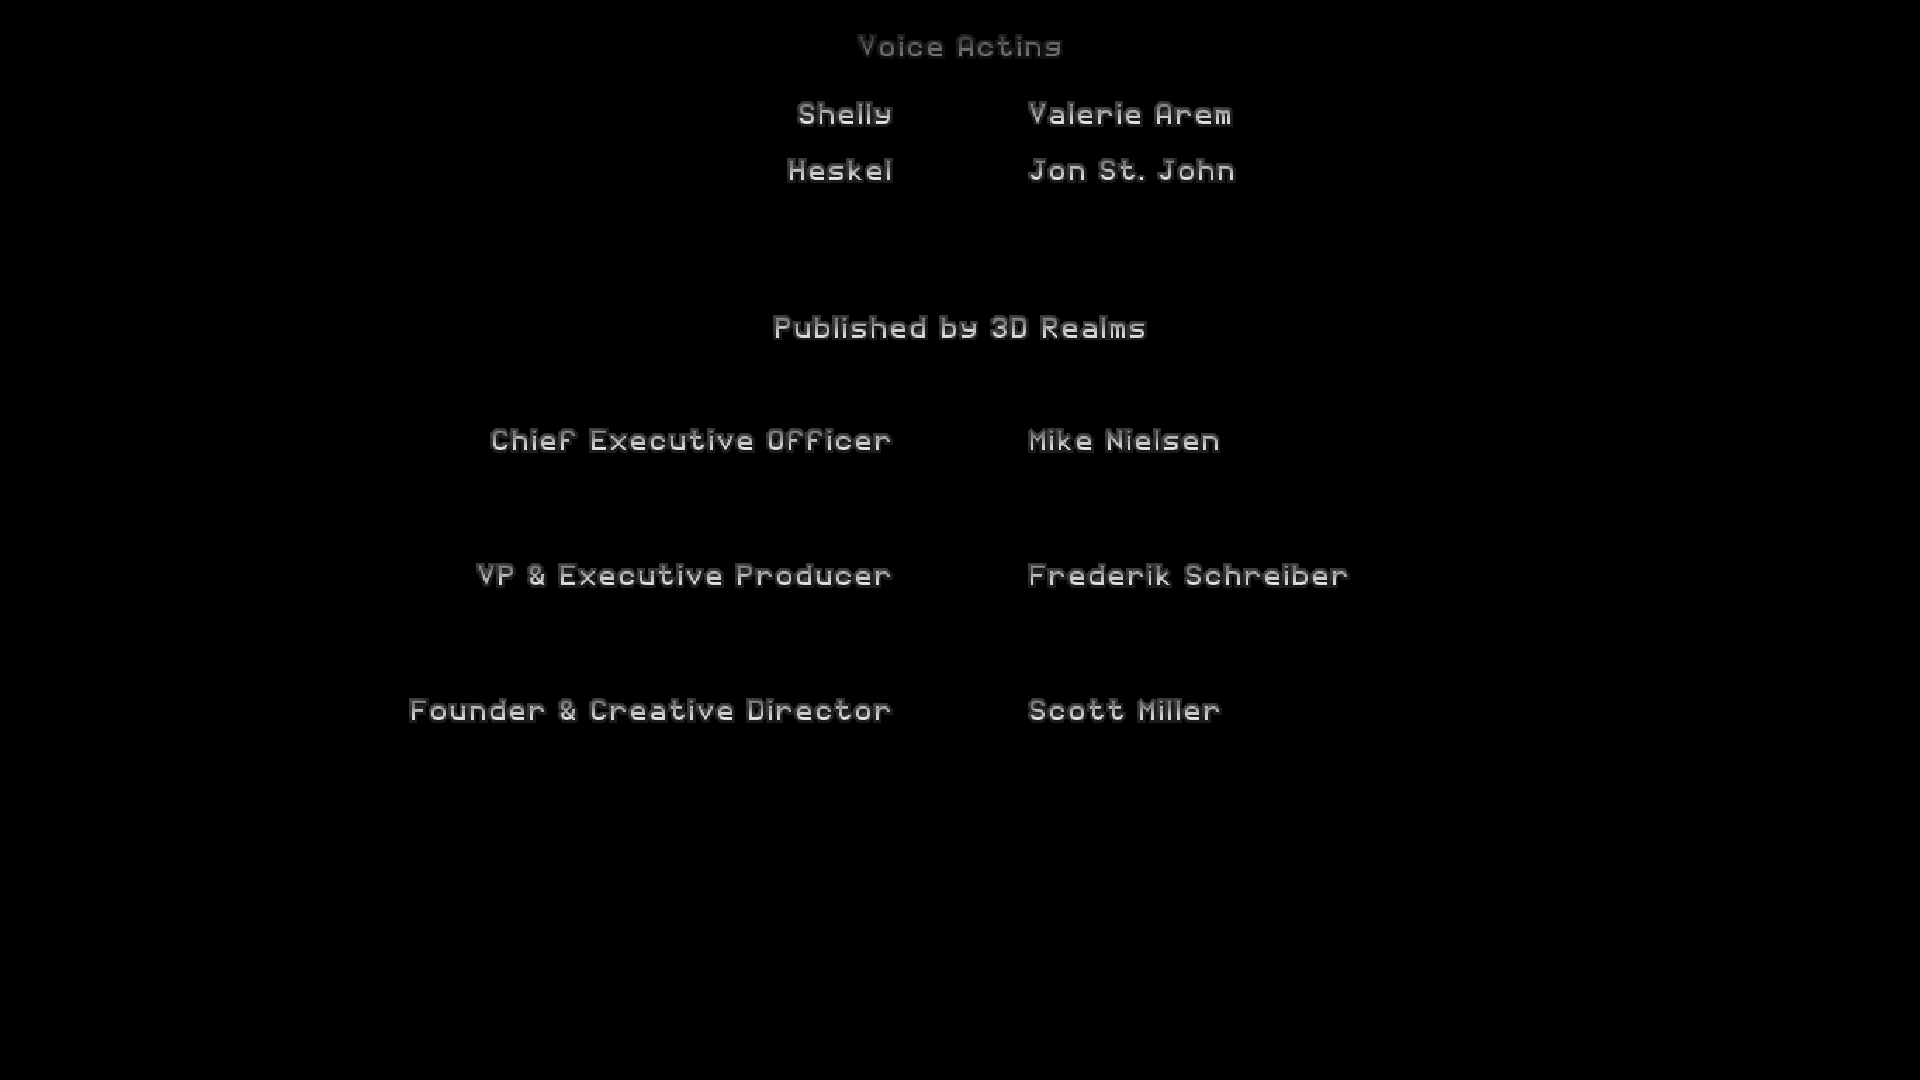 Voice Acting
Shelly Valerie Arem
Heskel Jon St. John
Published by 3D Realms
Chief Executive Officer Mike Nielsen
VP & Executive Producer Frederik Schreiber
Founder & Creative Director Scott Miller